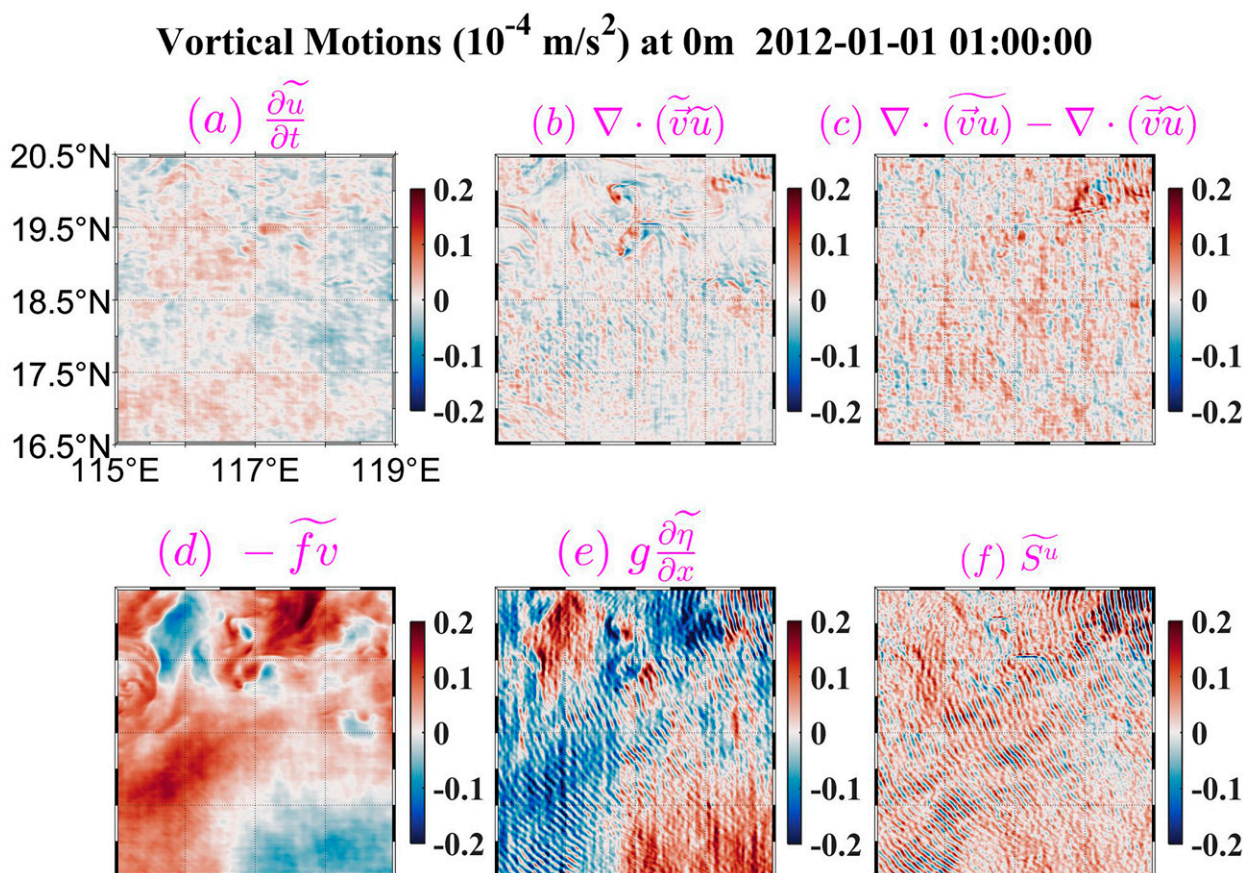 Vortical Motions (10⁻⁴ m/s²) at 0m 2012-01-01 01:00:00
(a) ∂ũ/∂t
(b) ∇ · (ṽ⃗ũ)
(c) ∇ · (v⃗u)~ − ∇ · (ṽ⃗ũ)
20.5°N
19.5°N
18.5°N
17.5°N
16.5°N
115°E 117°E 119°E
0.2
0.1
0
-0.1
-0.2
0.2
0.1
0
-0.1
-0.2
0.2
0.1
0
-0.1
-0.2
(d) − f̃v
(e) g ∂η̃/∂x
(f) S̃ᵘ
0.2
0.1
0
-0.1
-0.2
0.2
0.1
0
-0.1
-0.2
0.2
0.1
0
-0.1
-0.2